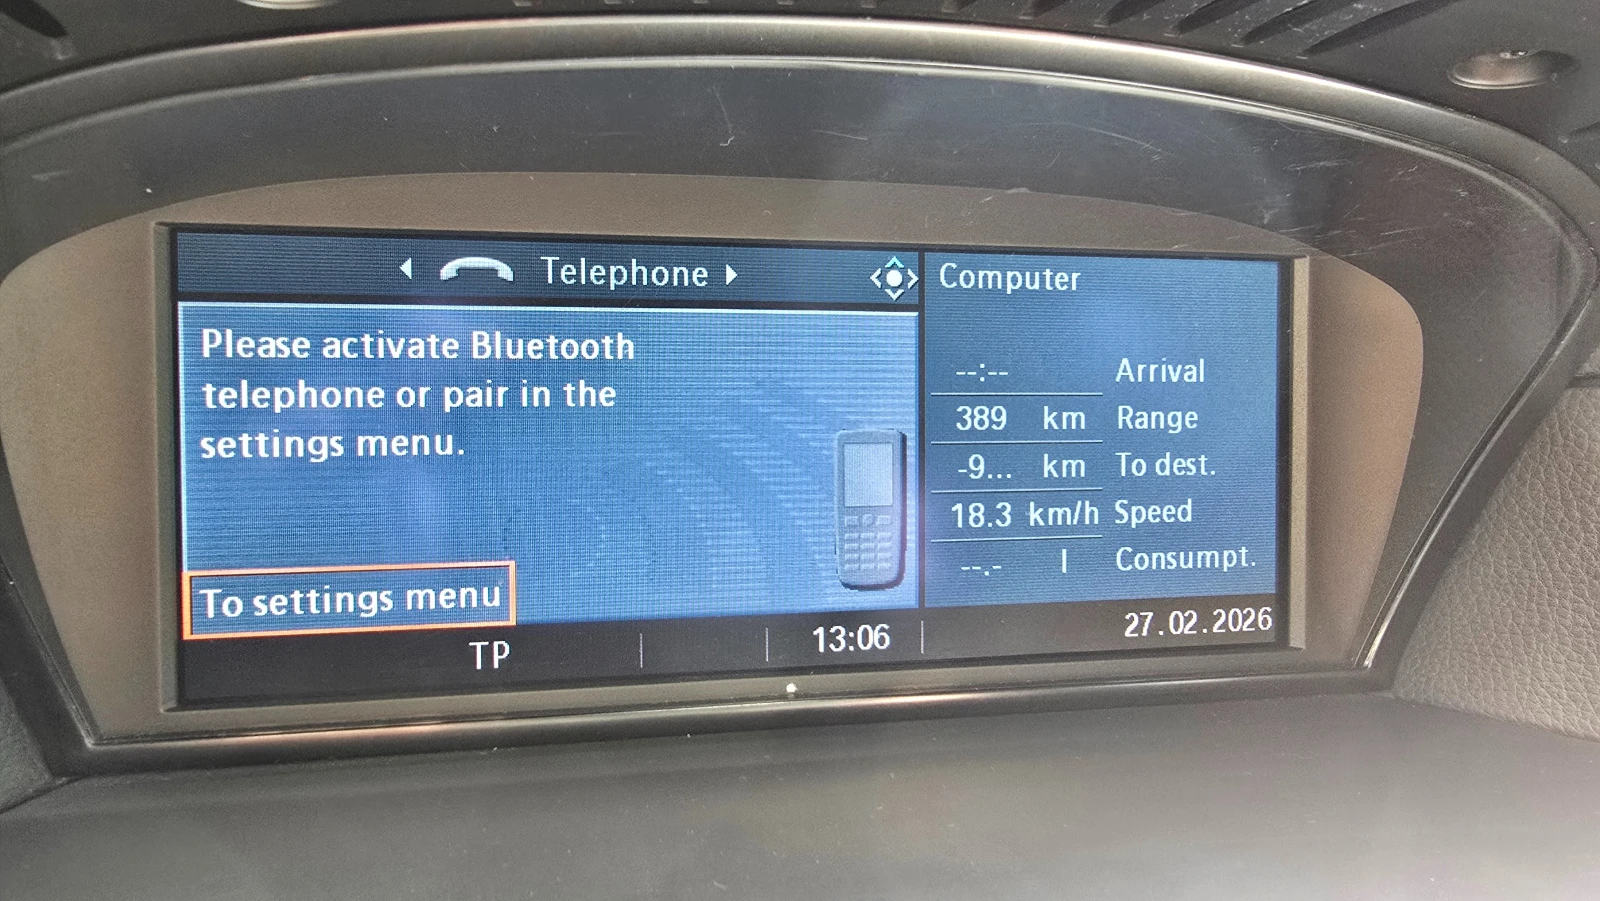 Telephone
Please activate Bluetooth
telephone or pair in the
settings menu.
To settings menu
TP
13:06
Computer
--:-- Arrival
389 km Range
-9... km To dest.
18.3 km/h Speed
--.- l Consumpt.
27.02.2026